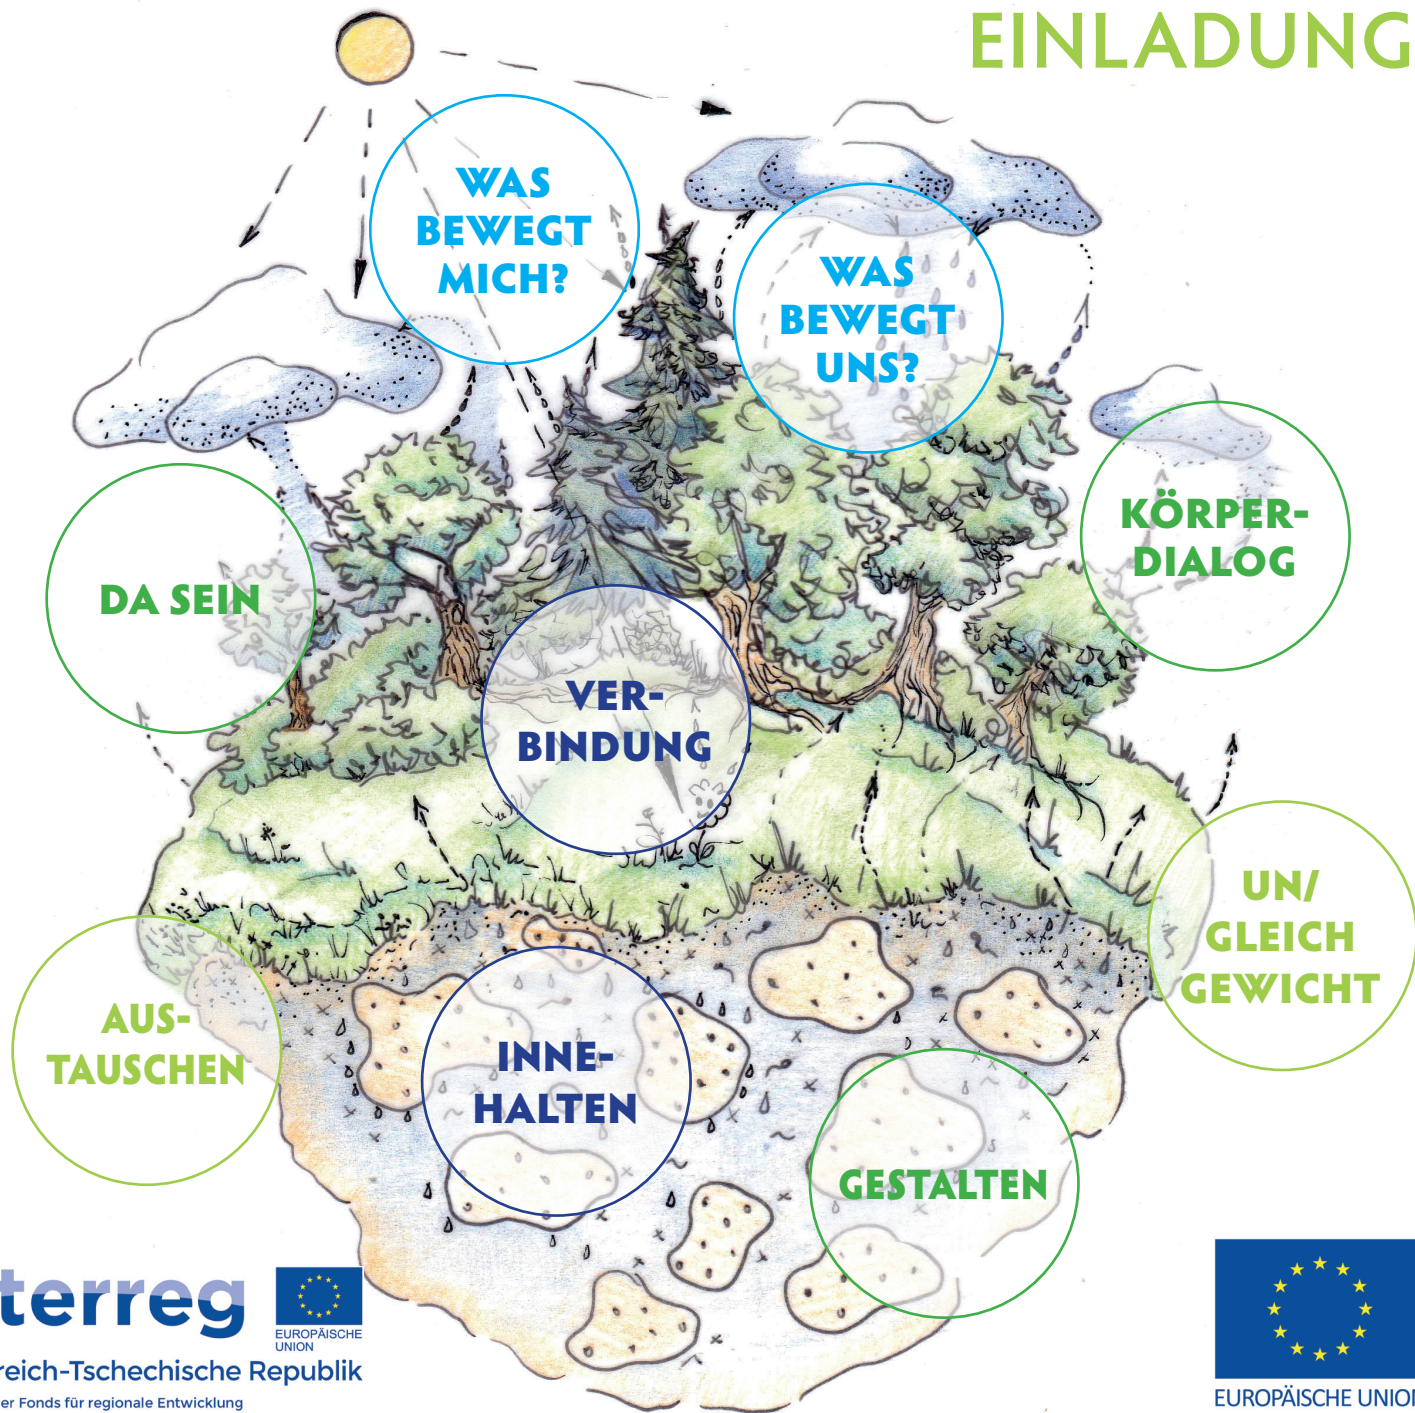 EINLADUNG
WAS
BEWEGT
MICH?
WAS
BEWEGT
UNS?
KÖRPER-
DIALOG
DA SEIN
VER-
BINDUNG
UN/
GLEICH
GEWICHT
AUS-
TAUSCHEN
INNE-
HALTEN
GESTALTEN
terreg
EUROPÄISCHE
UNION
reich-Tschechische Republik
er Fonds für regionale Entwicklung
EUROPÄISCHE UNION